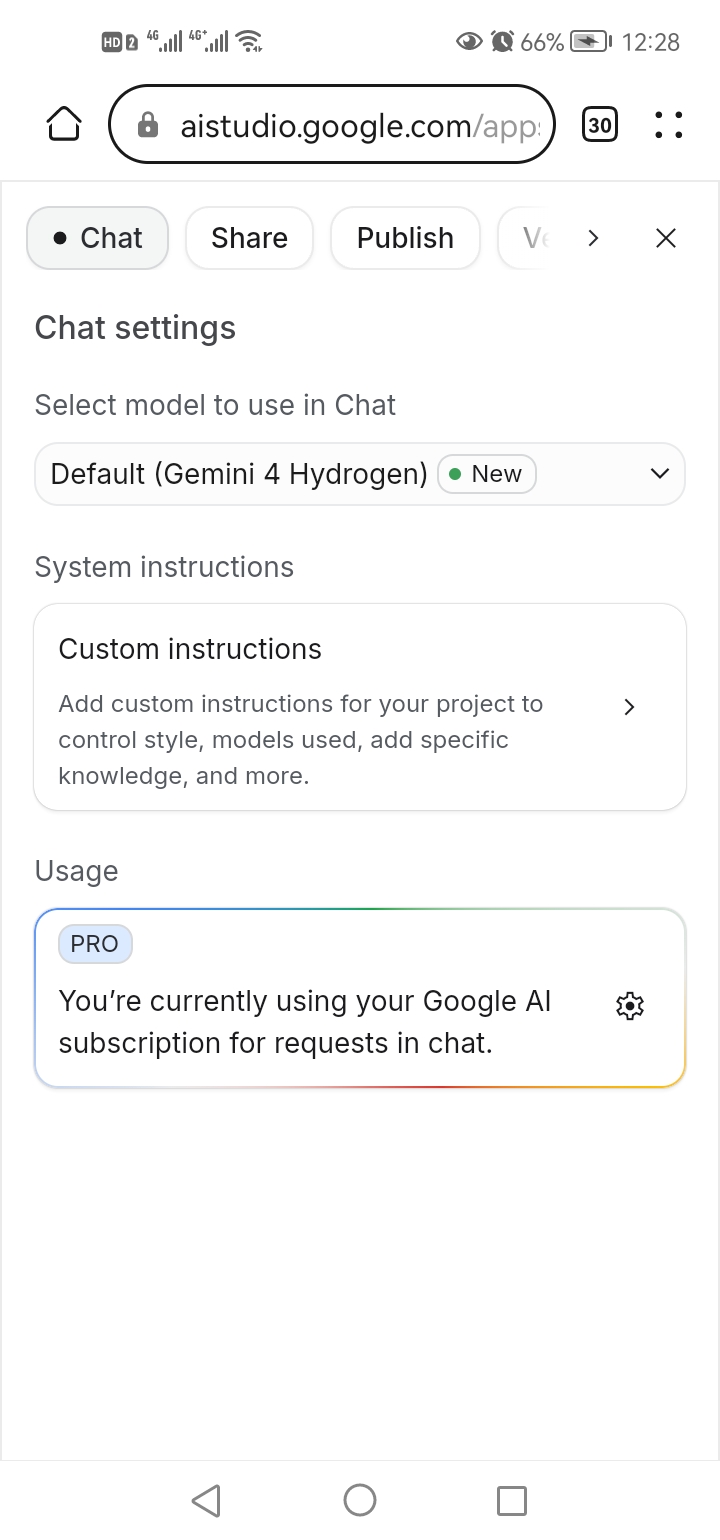 HD 2 4G 4G+ 66% 12:28
aistudio.google.com/app
30
Chat Share Publish
Chat settings
Select model to use in Chat
Default (Gemini 4 Hydrogen) New
System instructions
Custom instructions
Add custom instructions for your project to
control style, models used, add specific
knowledge, and more.
Usage
PRO
You’re currently using your Google AI
subscription for requests in chat.